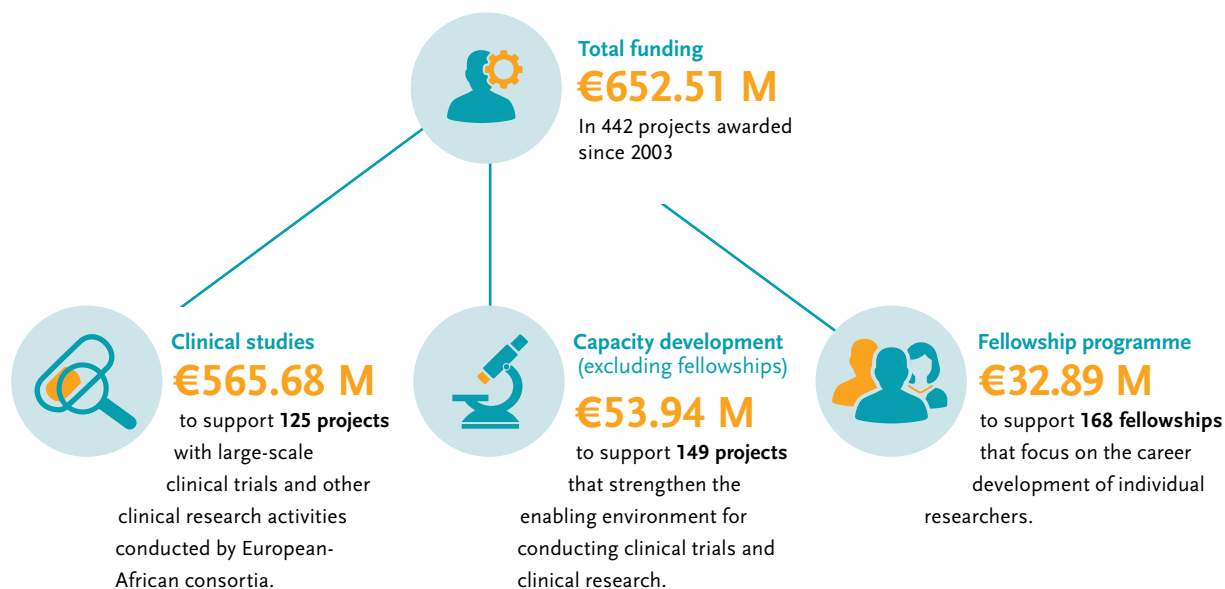 Total funding
€652.51 M
In 442 projects awarded
since 2003
Clinical studies
€565.68 M
to support 125 projects
with large-scale
clinical trials and other
clinical research activities
conducted by European-
African consortia.
Capacity development
(excluding fellowships)
€53.94 M
to support 149 projects
that strengthen the
enabling environment for
conducting clinical trials and
clinical research.
Fellowship programme
€32.89 M
to support 168 fellowships
that focus on the career
development of individual
researchers.